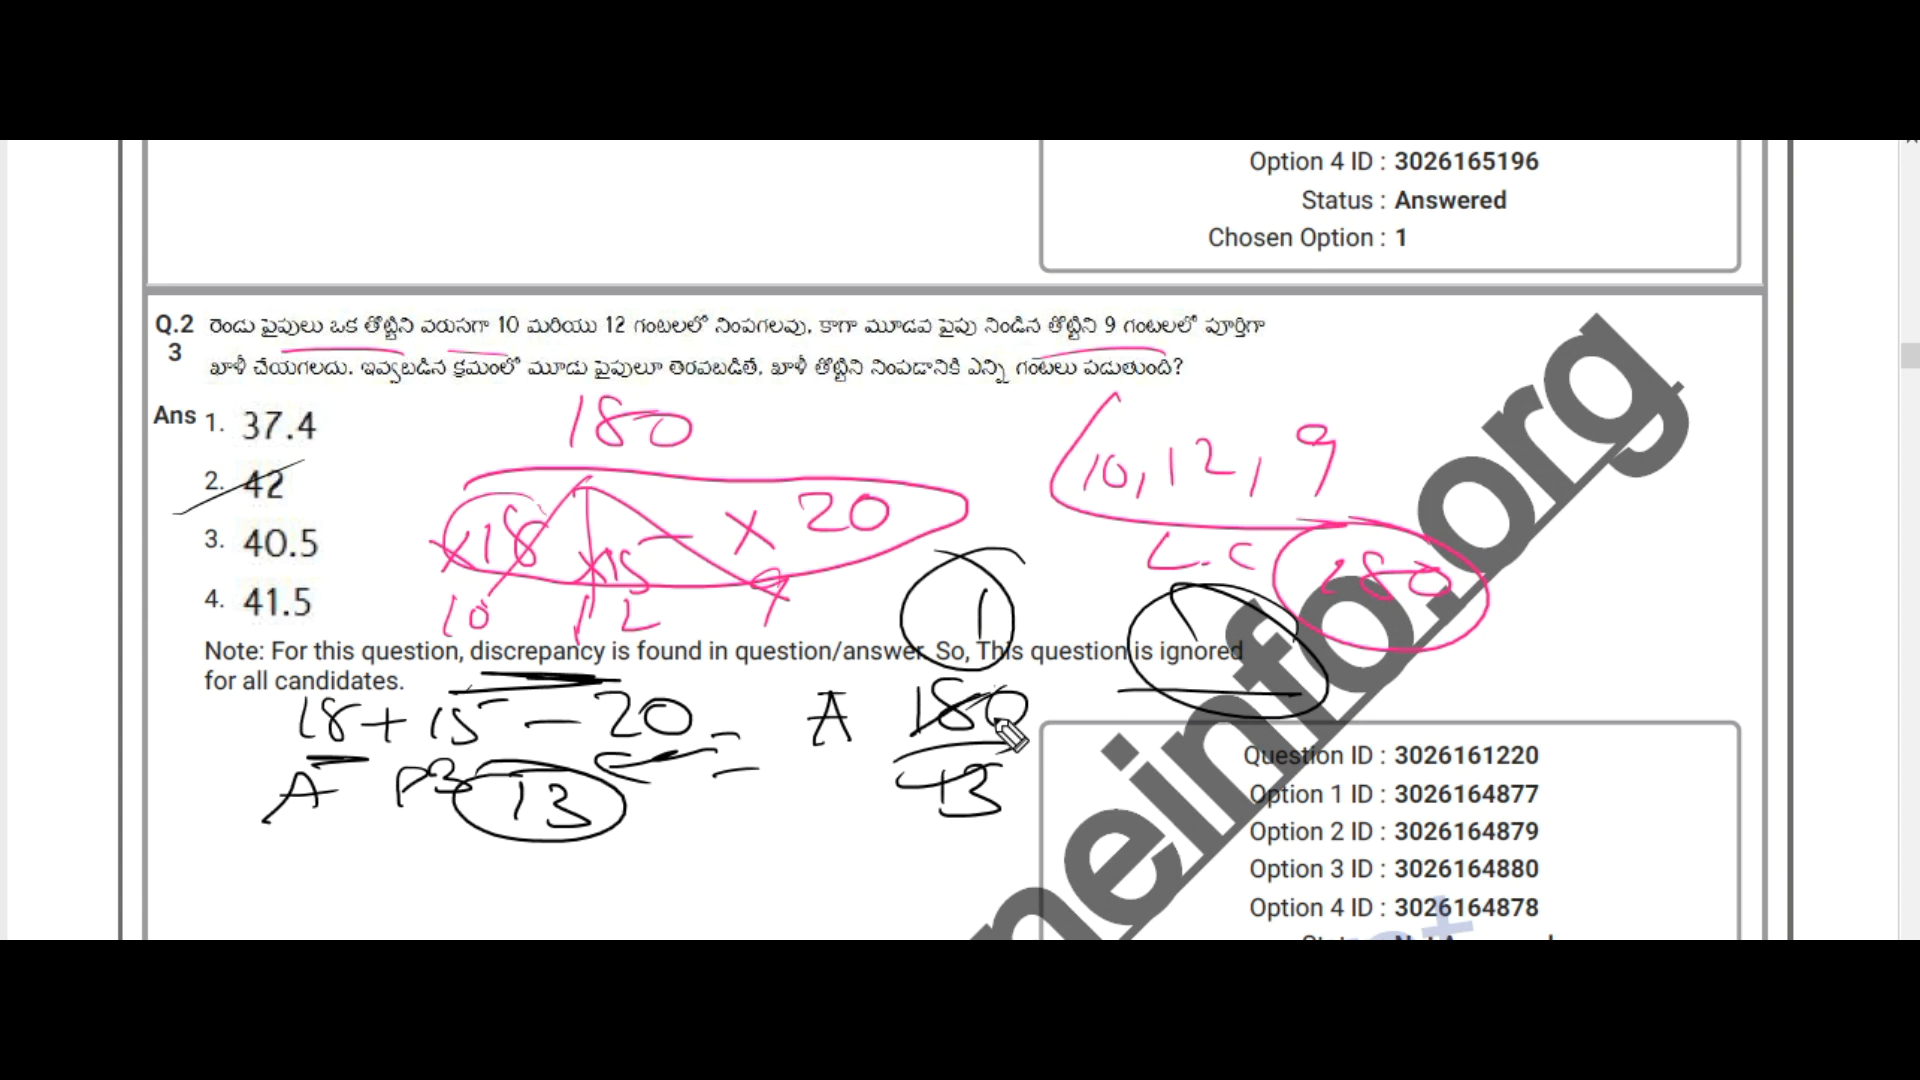 Option 4 ID : 3026165196
Status : Answered
Chosen Option : 1
Q.23 రెండు పైపులు ఒక తొట్టిని వరుసగా 10 మరియు 12 గంటలలో నింపగలవు, కాగా మూడవ పైపు నిండిన తొట్టిని 9 గంటలలో పూర్తిగా
ఖాళీ చేయగలదు. ఇవ్వబడిన క్రమంలో మూడు పైపులూ తెరవబడితే, ఖాళీ తొట్టిని నింపడానికి ఎన్ని గంటలు పడుతుంది?
Ans 1. 37.4
2. 42
3. 40.5
4. 41.5
180
10, 12, 9
×18 ×15 - × 20
L.C 180
10 12 9
1
Note: For this question, discrepancy is found in question/answer. So, This question is ignored
for all candidates.
18 + 15 - 20 = A 180
A 13 13
Question ID : 3026161220
Option 1 ID : 3026164877
Option 2 ID : 3026164879
Option 3 ID : 3026164880
Option 4 ID : 3026164878
neinfo.org